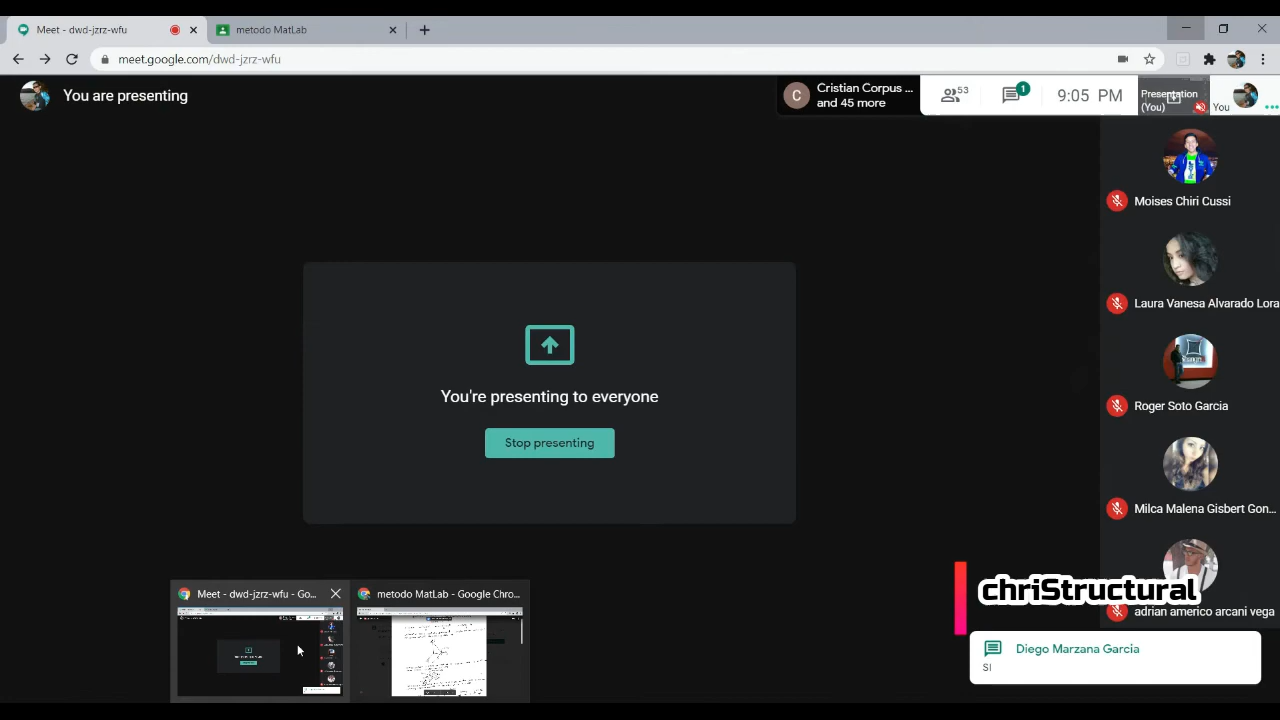 Meet - dwd-jzrz-wfu
metodo MatLab
meet.google.com/dwd-jzrz-wfu
You are presenting
Cristian Corpus ...
and 45 more
53
1
9:05 PM
Presentation
(You)
You
Moises Chiri Cussi
Laura Vanesa Alvarado Lora
Roger Soto Garcia
Milca Malena Gisbert Gon...
adrian americo arcani vega
You're presenting to everyone
Stop presenting
Meet - dwd-jzrz-wfu - Go...
metodo MatLab - Google Chro...
chriStructural
Diego Marzana Garcia
SI